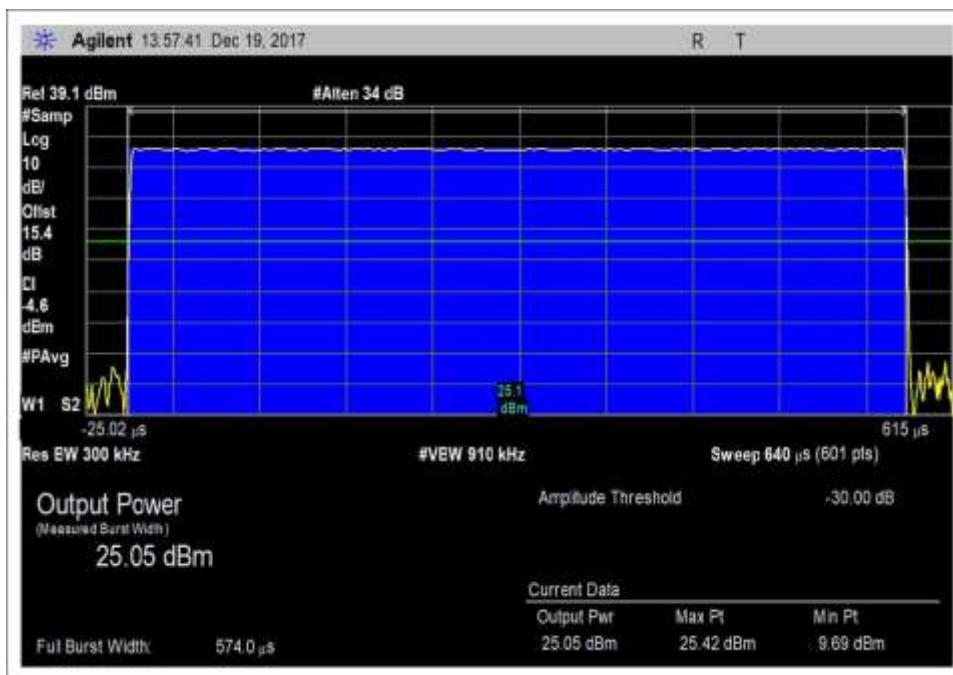 Agilent 13:57:41 Dec 19, 2017 R T
Ref 39.1 dBm #Atten 34 dB
#Samp
Log
10
dB/
Offst
15.4
dB
DI
-4.6
dBm
#PAvg
25.1
dBm
W1 S2
-25.02 µs 615 µs
Res BW 300 kHz #VBW 910 kHz Sweep 640 µs (601 pts)
Output Power Amplitude Threshold -30.00 dB
(Measured Burst Width)
25.05 dBm
Current Data
Output Pwr Max Pt Min Pt
Full Burst Width: 574.0 µs 25.05 dBm 25.42 dBm 9.69 dBm